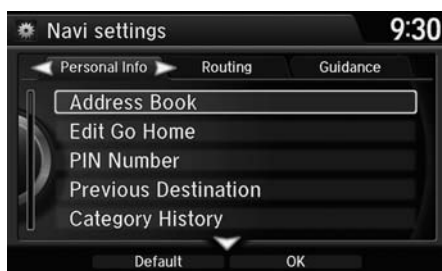 Navi settings 9:30
Personal Info Routing Guidance
Address Book
Edit Go Home
PIN Number
Previous Destination
Category History
Default OK